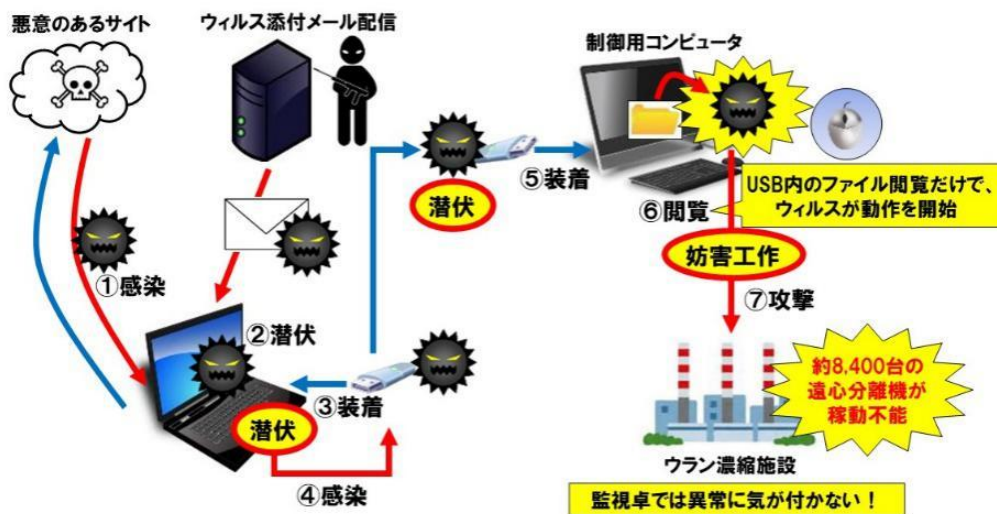 悪意のあるサイト
ウィルス添付メール配信
制御用コンピュータ
①感染
②潜伏
潜伏
③装着
④感染
潜伏
⑤装着
⑥閲覧
USB内のファイル閲覧だけで、
ウィルスが動作を開始
妨害工作
⑦攻撃
約8,400台の
遠心分離機が
稼動不能
ウラン濃縮施設
監視卓では異常に気が付かない！